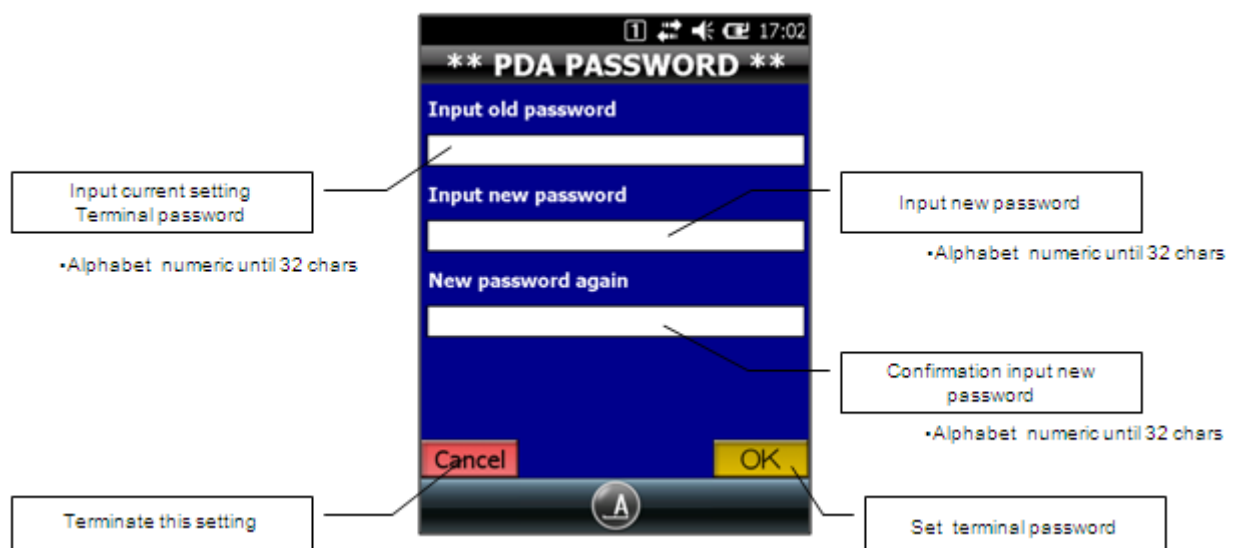 1 17:02
** PDA PASSWORD **
Input old password
Input current setting
Terminal password
•Alphabet numeric until 32 chars
Input new password
Input new password
•Alphabet numeric until 32 chars
New password again
Confirmation input new
password
•Alphabet numeric until 32 chars
Cancel
OK
A
Terminate this setting
Set terminal password